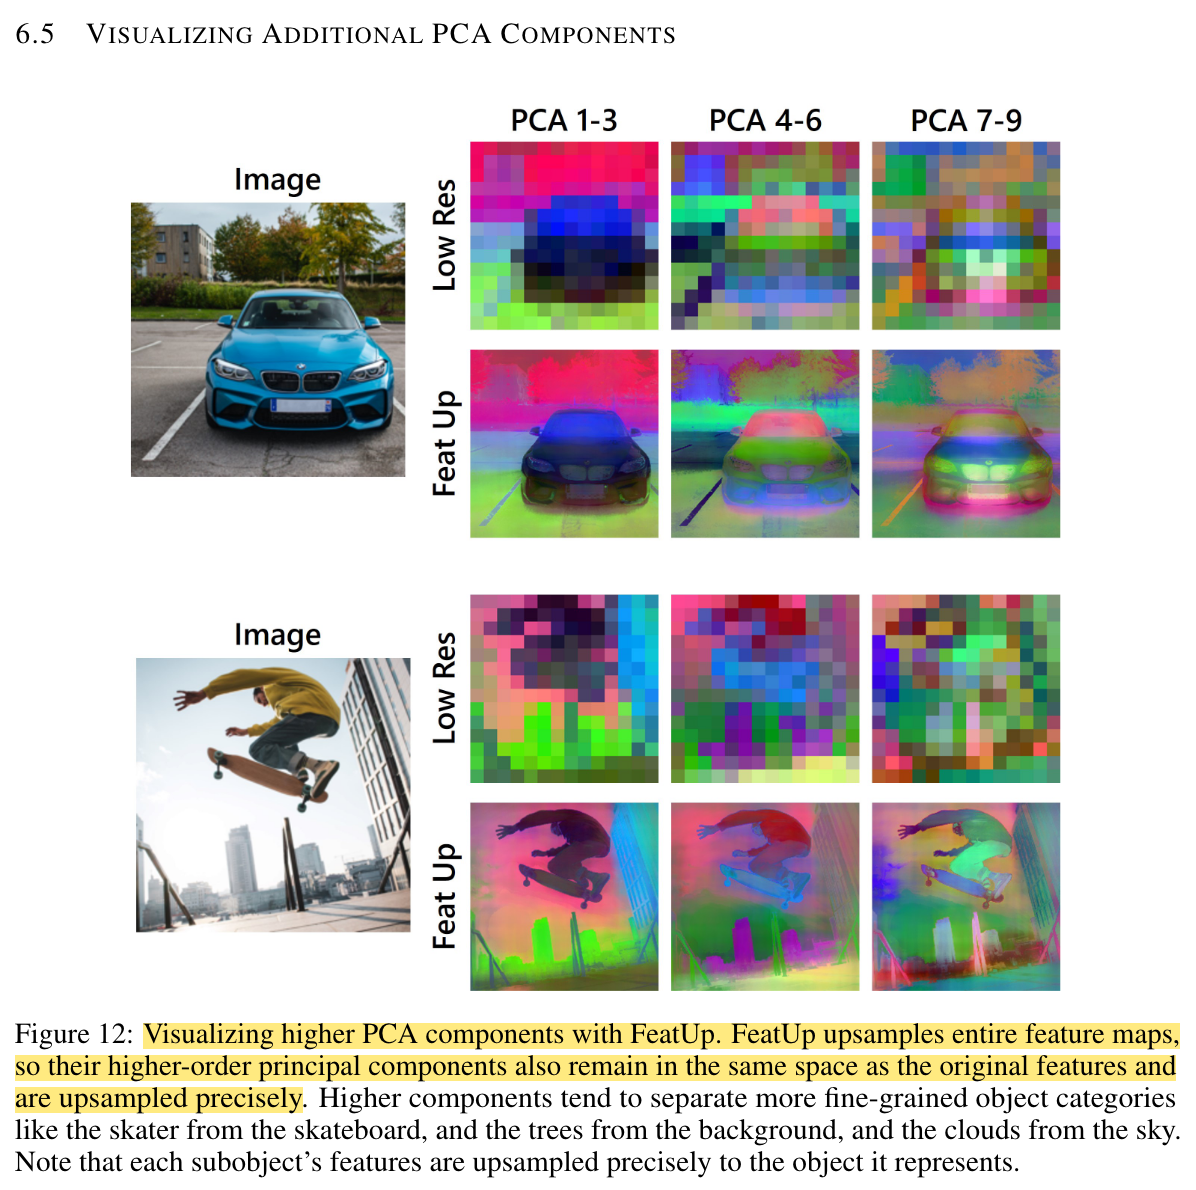 6.5 VISUALIZING ADDITIONAL PCA COMPONENTS
PCA 1-3 PCA 4-6 PCA 7-9
Image
Low Res
Feat Up
Image
Low Res
Feat Up
Figure 12: Visualizing higher PCA components with FeatUp. FeatUp upsamples entire feature maps,
so their higher-order principal components also remain in the same space as the original features and
are upsampled precisely. Higher components tend to separate more fine-grained object categories
like the skater from the skateboard, and the trees from the background, and the clouds from the sky.
Note that each subobject's features are upsampled precisely to the object it represents.